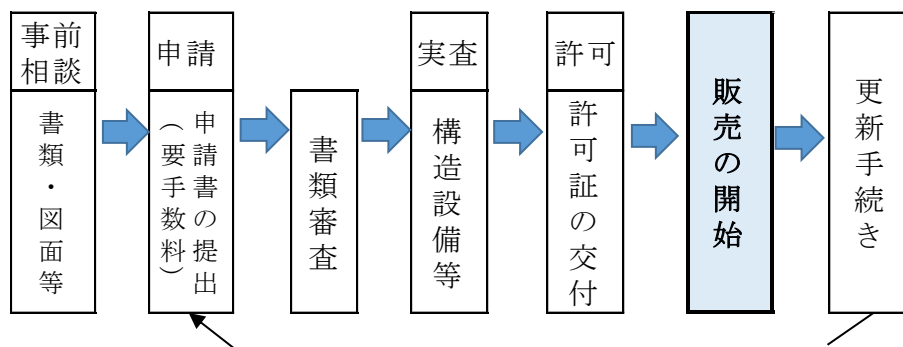 事前
相談
書類・図面等
申請
申請書の提出
（要手数料）
書類審査
実査
構造設備等
許可
許可証の交付
販売の開始
更新手続き